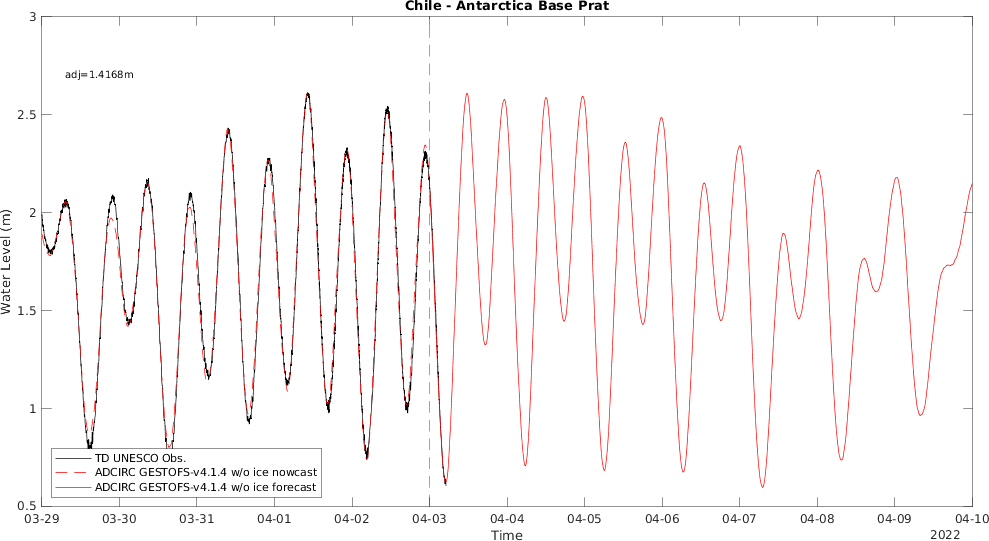 Chile - Antarctica Base Prat
adj=1.4168m
Water Level (m)
3
2.5
2
1.5
1
0.5
TD UNESCO Obs.
ADCIRC GESTOFS-v4.1.4 w/o ice nowcast
ADCIRC GESTOFS-v4.1.4 w/o ice forecast
03-29 03-30 03-31 04-01 04-02 04-03 04-04 04-05 04-06 04-07 04-08 04-09 04-10
Time
2022